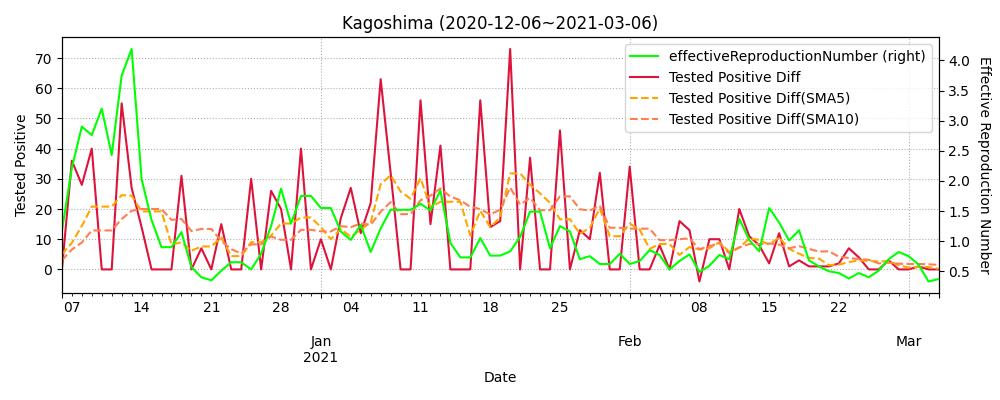 Kagoshima (2020-12-06~2021-03-06)
effectiveReproductionNumber (right)
Tested Positive Diff
Tested Positive Diff(SMA5)
Tested Positive Diff(SMA10)
Tested Positive
70
60
50
40
30
20
10
0
4.0
3.5
3.0
2.5
2.0
1.5
1.0
0.5
Effective Reproduction Number
07 14 21 28 04 11 18 25 08 15 22
Jan Feb Mar
2021
Date